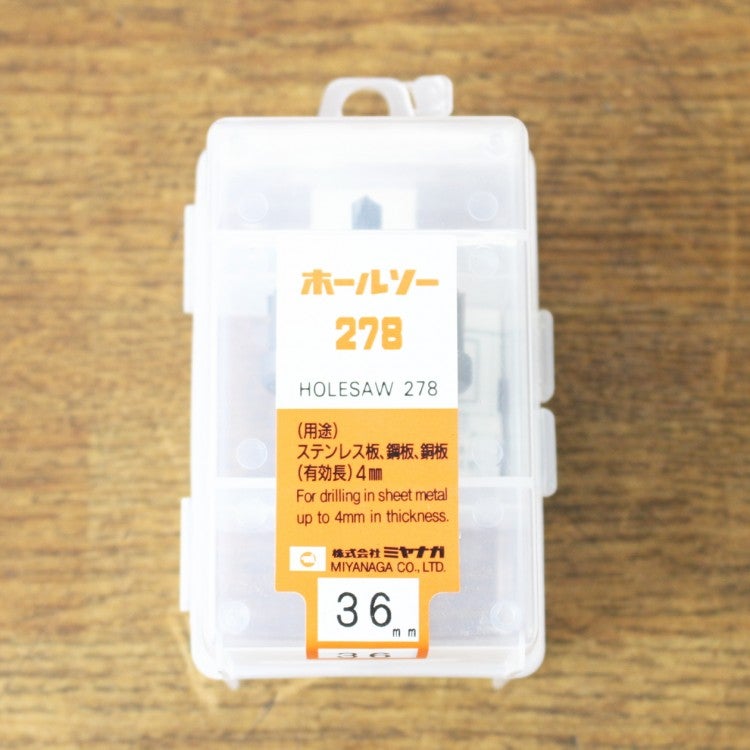 ホールソー
278
HOLESAW 278
(用途)
ステンレス板、鋼板、銅板
(有効長)4mm
For drilling in sheet metal
up to 4mm in thickness.
株式会社 ミヤナガ
MIYANAGA CO., LTD.
36mm
36